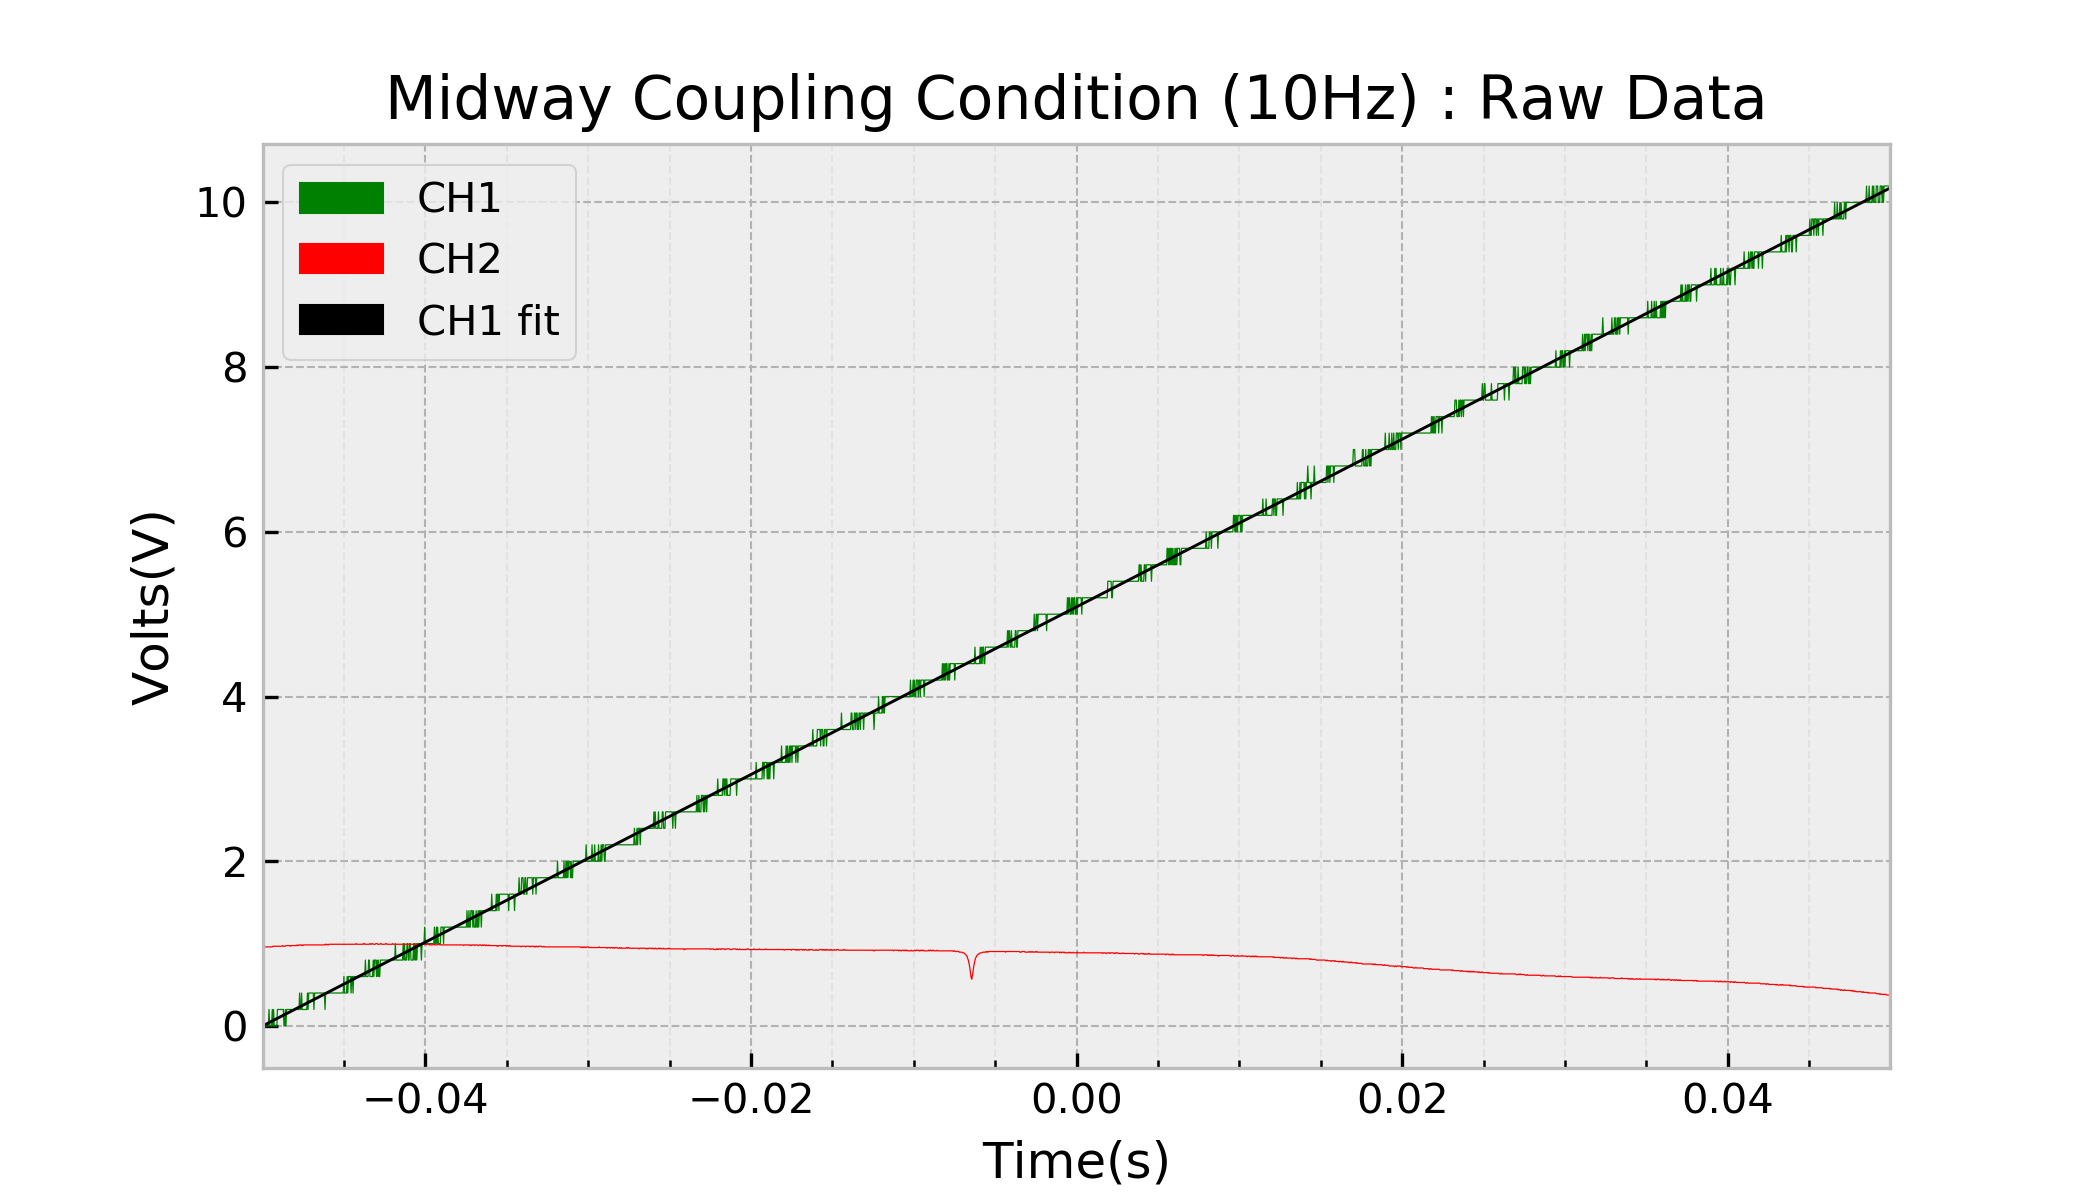 Midway Coupling Condition (10Hz) : Raw Data
CH1
CH2
CH1 fit
Volts(V)
10
8
6
4
2
0
−0.04 −0.02 0.00 0.02 0.04
Time(s)